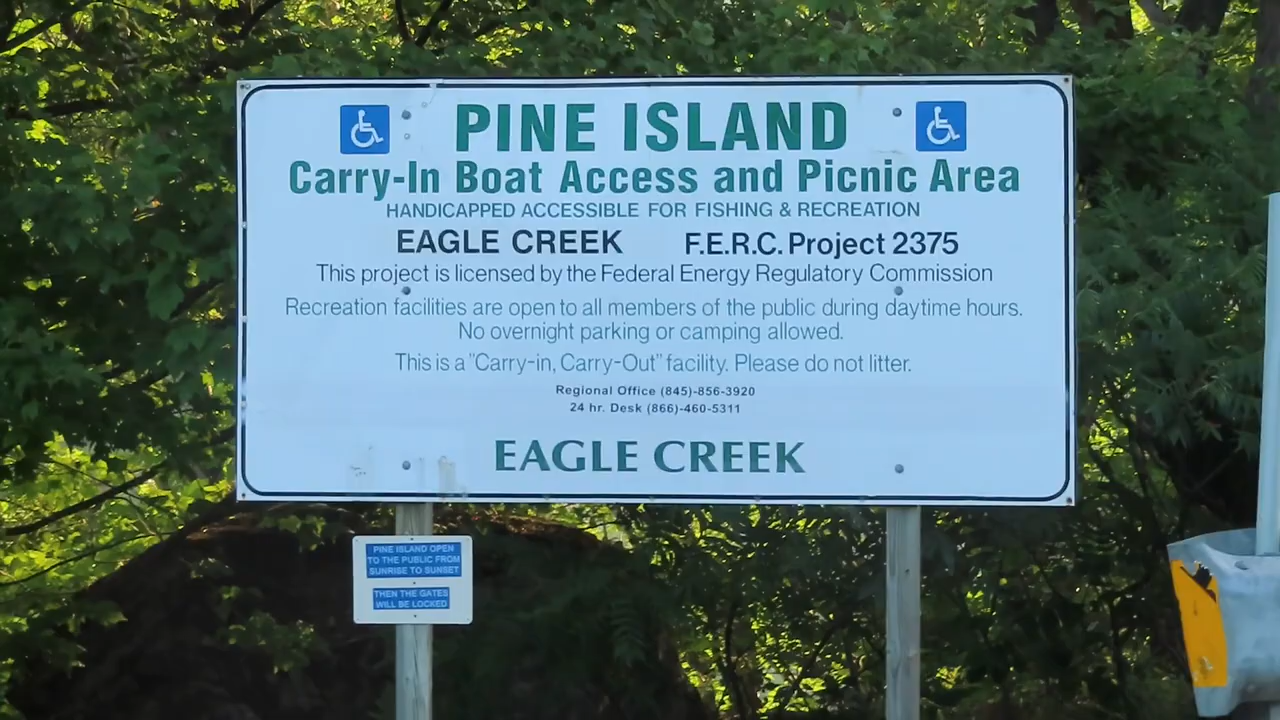 PINE ISLAND
Carry-In Boat Access and Picnic Area
HANDICAPPED ACCESSIBLE FOR FISHING & RECREATION
EAGLE CREEK F.E.R.C. Project 2375
This project is licensed by the Federal Energy Regulatory Commission
Recreation facilities are open to all members of the public during daytime hours.
No overnight parking or camping allowed.
This is a "Carry-in, Carry-Out" facility. Please do not litter.
Regional Office (845)-856-3920
24 hr. Desk (866)-460-5311
EAGLE CREEK
PINE ISLAND OPEN
TO THE PUBLIC FROM
SUNRISE TO SUNSET
THEN THE GATES
WILL BE LOCKED